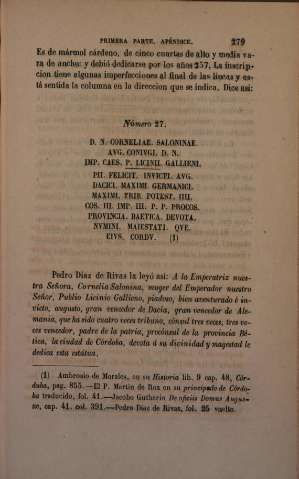 PRIMERA PARTE. APÉNDICE. 279
Es de mármol cárdeno, de cinco cuartas de alto y media va-
ra de ancho: y debió dedicarse por los años 257. La inscrip-
cion tiene algunas imperfecciones al final de las líneas y es-
tá sentida la columna en la direccion que se indica. Dice asi:
Número 27.
D. N. CORNELIAE. SALONINAE.
AVG. CONIVGI. D. N.
IMP. CAES. P. LICINII. GALLIENI.
PII. FELICIT. INVICTI. AVG.
DACICI. MAXIMI. GERMANICI.
MAXIMI. TRIB. POTEST. IIII.
COS. III. IMP. III. P. P. PROCOS.
PROVINCIA. BAETICA. DEVOTA.
NVMINI. MAIESTATI. QVE.
EIVS. CORDV. (1)
Pedro Diaz de Rivas la leyó asi: A la Emperatriz nues-
tra Señora, Cornelia Salonina, muger del Emperador nuestro
Señor, Publio Licinio Galieno, piadoso, bien aventurado é in-
victo, augusto, gran vencedor de Dacia, gran vencedor de Ale-
mania, que ha sido cuatro veces tribuno, cónsul tres veces, tres ve-
ces vencedor, padre de la patria, procónsul de la provincia Bé-
tica, la ciudad de Córdoba, devota á su divinidad y magestad le
dedica esta estátua.
(1) Ambrosio de Morales, en su Historia lib. 9 cap. 48, Cór-
doba, pag. 855.—El P. Martin de Roa en su principado de Córdo-
ba traducido, fol. 41.—Jacobo Gutherio De oficiis Domus Augus-
tae, cap. 41. col. 391.—Pedro Diaz de Rivas, fol. 25 vuelto.